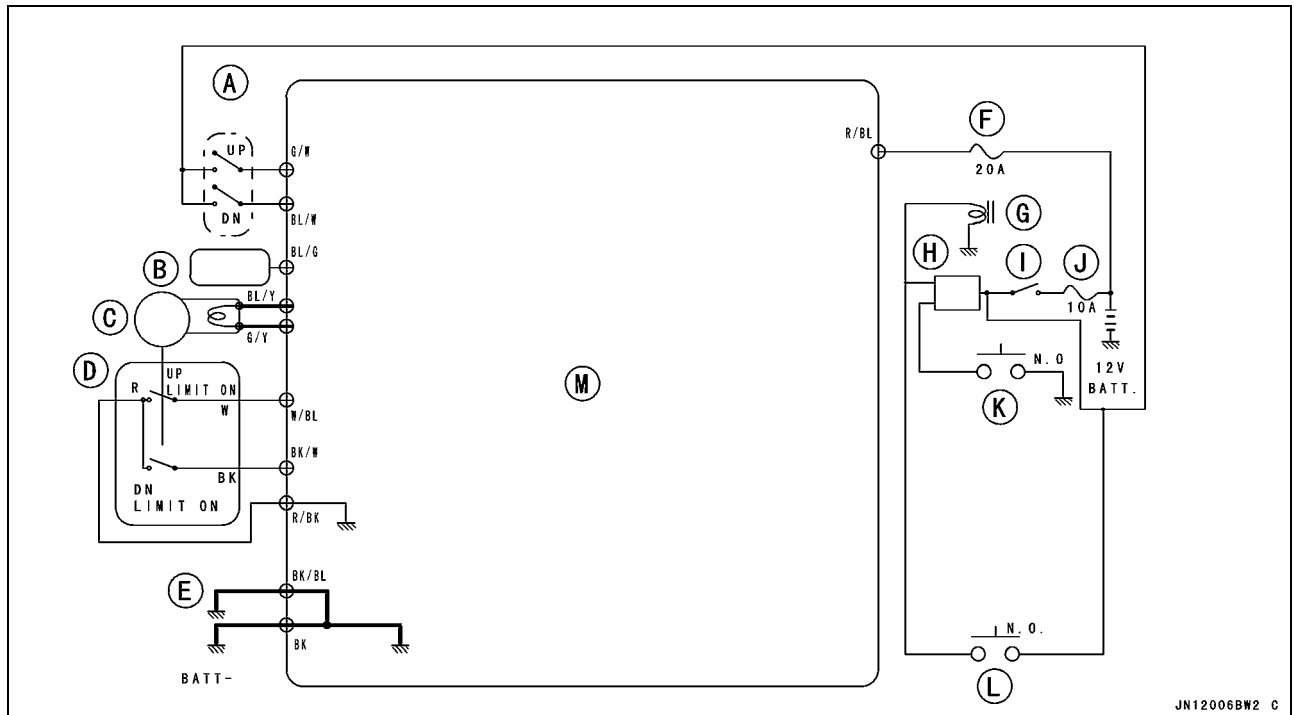 A
UP
DN
G/W
BL/W
BL/G
B
C
BL/Y
G/Y
D
R
UP
LIMIT ON
W
W/BL
BK/W
BK
DN
LIMIT ON
R/BK
E
BK/BL
BK
BATT-
M
R/BL
F
20A
G
H
I
J
10A
N.O
12V
BATT.
K
N.O.
L
JN12006BW2 C